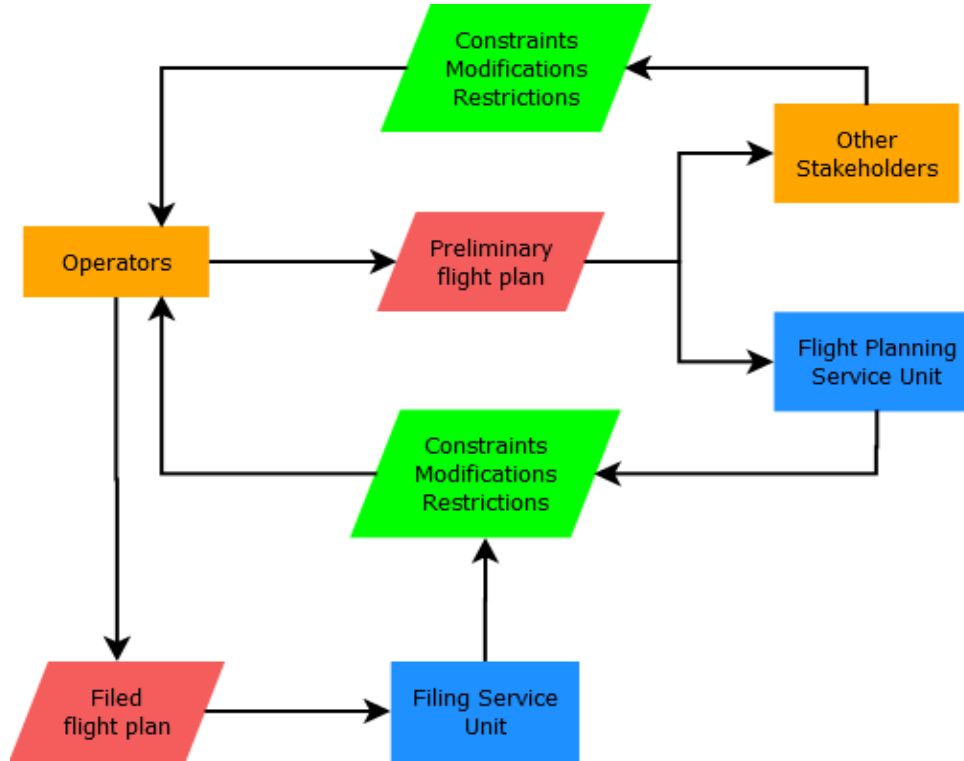 Constraints
Modifications
Restrictions
Other
Stakeholders
Operators
Preliminary
flight plan
Flight Planning
Service Unit
Constraints
Modifications
Restrictions
Filed
flight plan
Filing Service
Unit